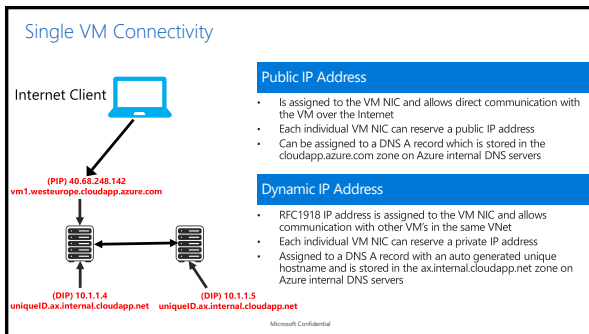 Single VM Connectivity
Internet Client
(PIP) 40.68.248.142
vm1.westeurope.cloudapp.azure.com
(DIP) 10.1.1.4
uniqueID.ax.internal.cloudapp.net
(DIP) 10.1.1.5
uniqueID.ax.internal.cloudapp.net
Public IP Address
• Is assigned to the VM NIC and allows direct communication with
the VM over the Internet
• Each individual VM NIC can reserve a public IP address
• Can be assigned to a DNS A record which is stored in the
cloudapp.azure.com zone on Azure internal DNS servers
Dynamic IP Address
• RFC1918 IP address is assigned to the VM NIC and allows
communication with other VM's in the same VNet
• Each individual VM NIC can reserve a private IP address
• Assigned to a DNS A record with an auto generated unique
hostname and is stored in the ax.internal.cloudapp.net zone on
Azure internal DNS servers
Microsoft Confidential